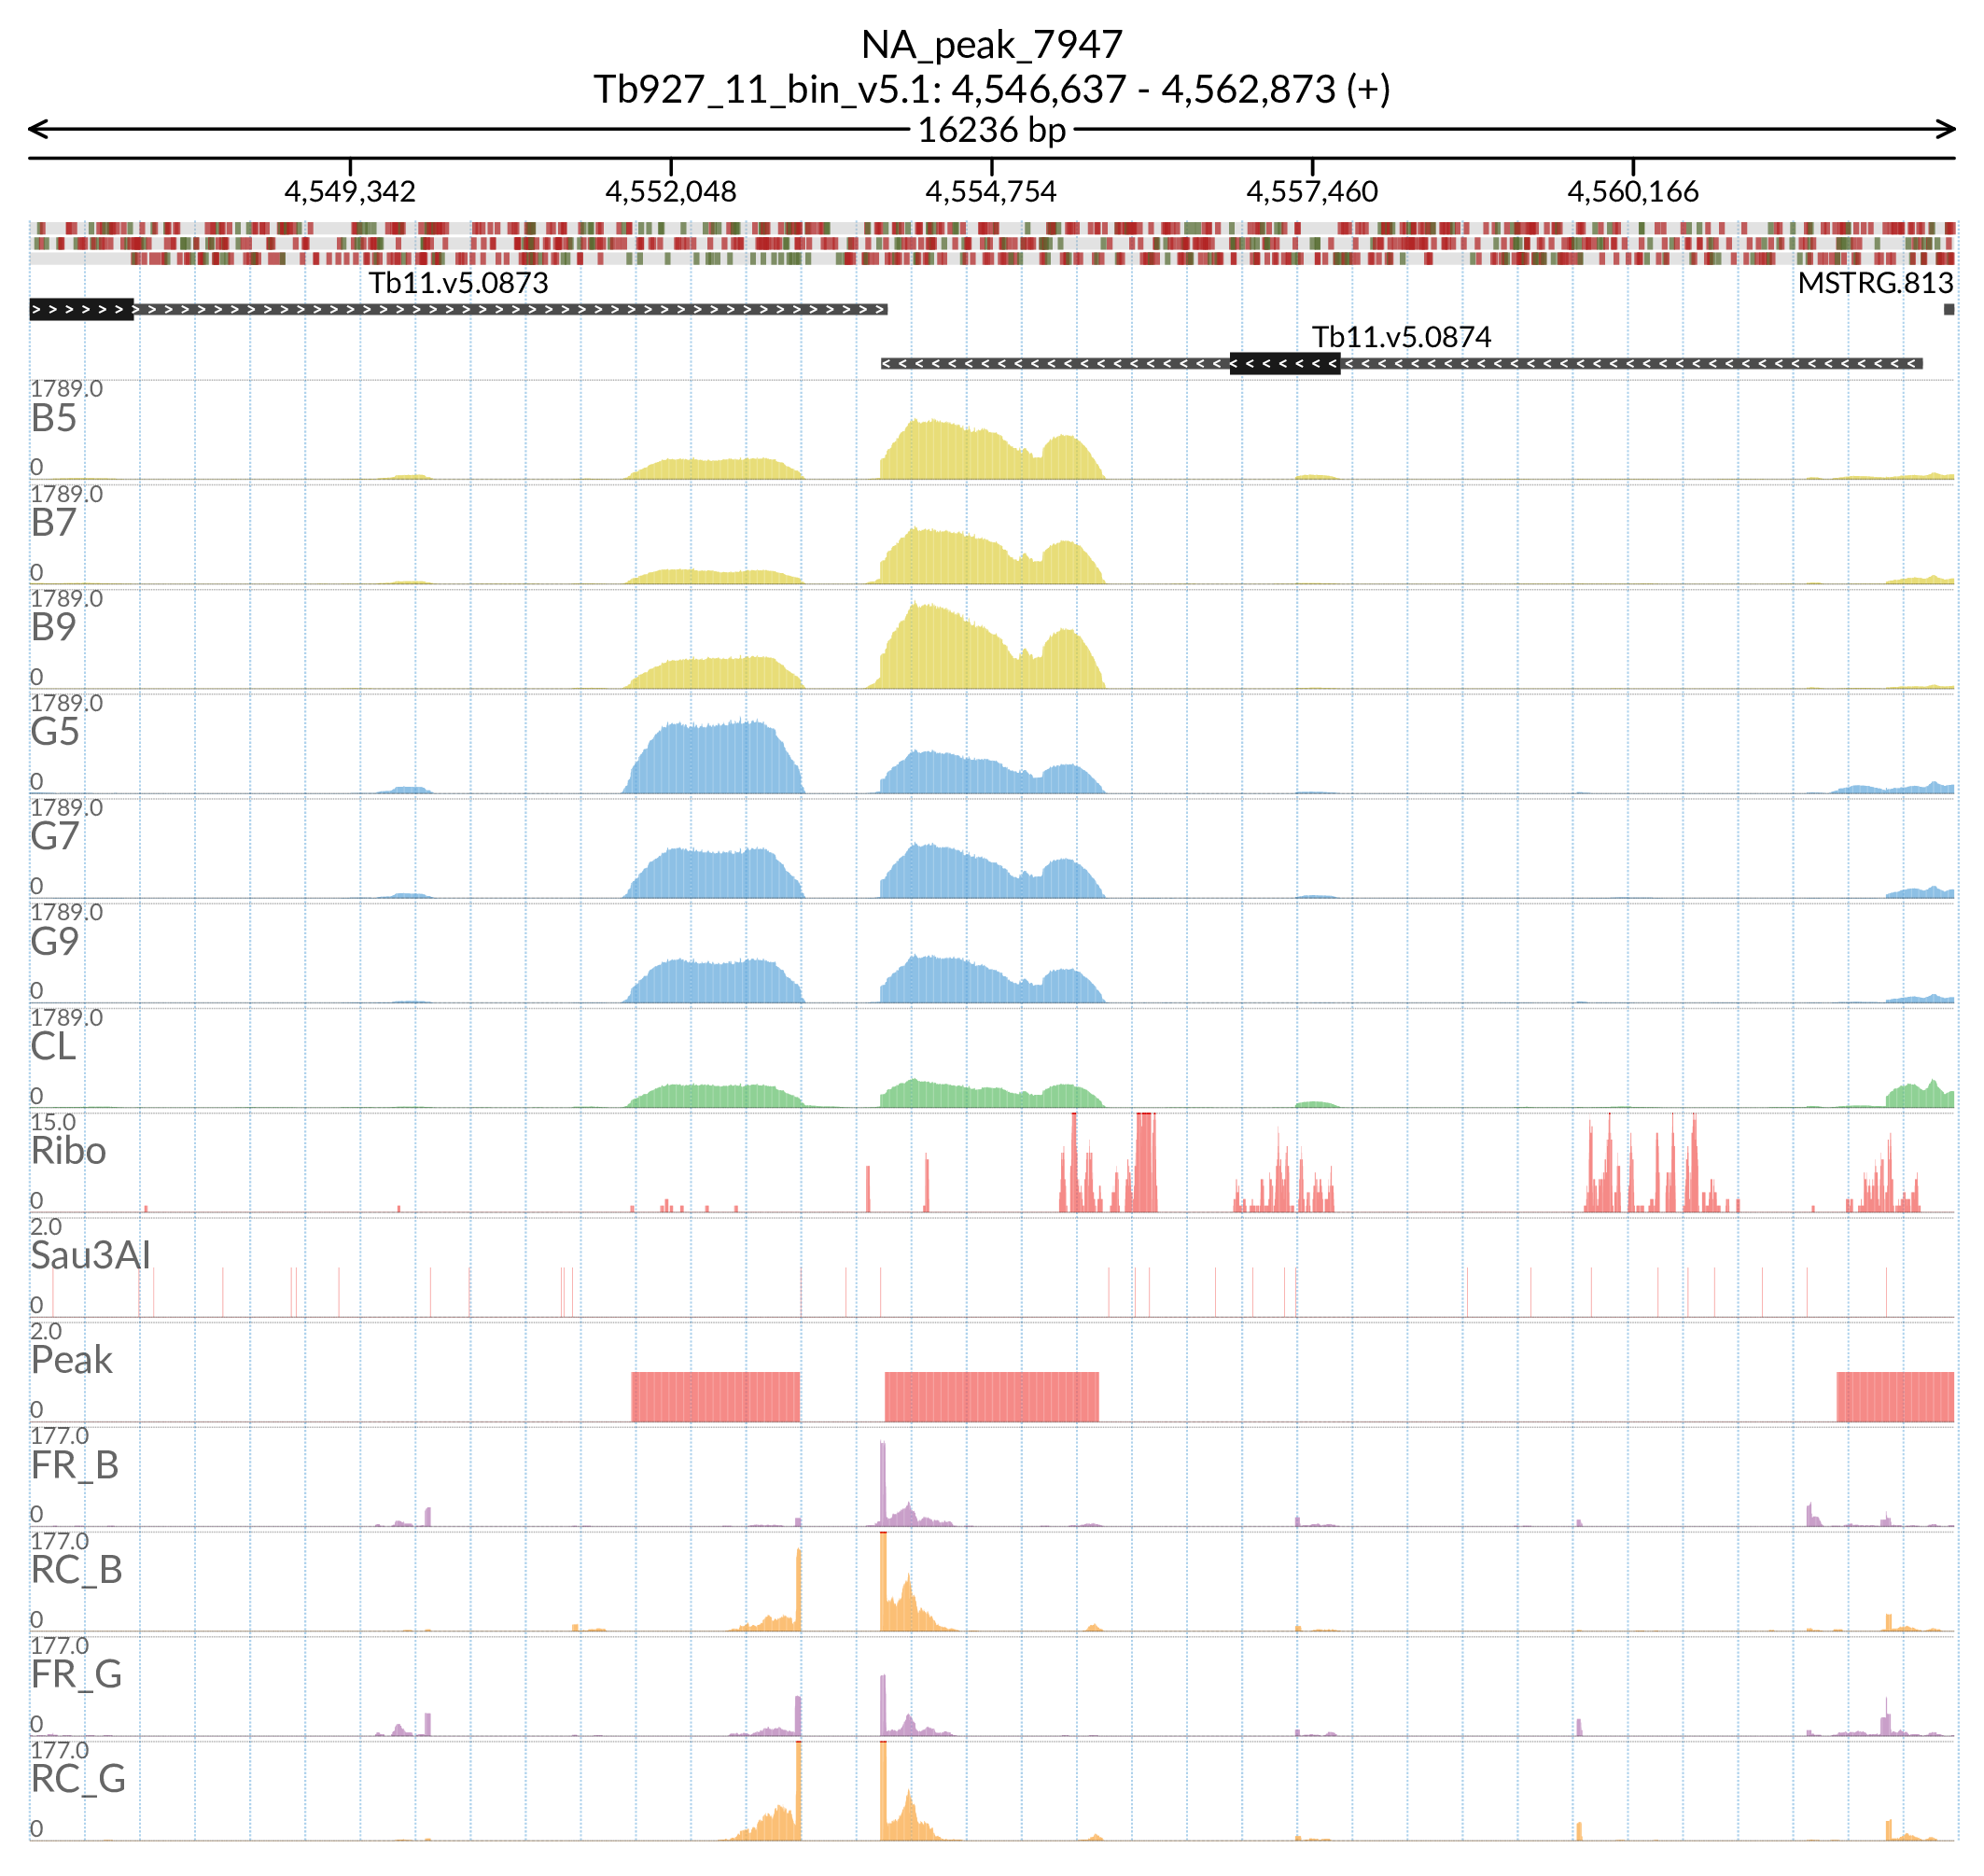 NA_peak_7947
Tb927_11_bin_v5.1: 4,546,637 - 4,562,873 (+)
16236 bp
4,549,342 4,552,048 4,554,754 4,557,460 4,560,166
Tb11.v5.0873 MSTRG.813
Tb11.v5.0874
1789.0
B5
0
1789.0
B7
0
1789.0
B9
0
1789.0
G5
0
1789.0
G7
0
1789.0
G9
0
1789.0
CL
0
15.0
Ribo
0
2.0
Sau3AI
0
2.0
Peak
0
177.0
FR_B
0
177.0
RC_B
0
177.0
FR_G
0
177.0
RC_G
0